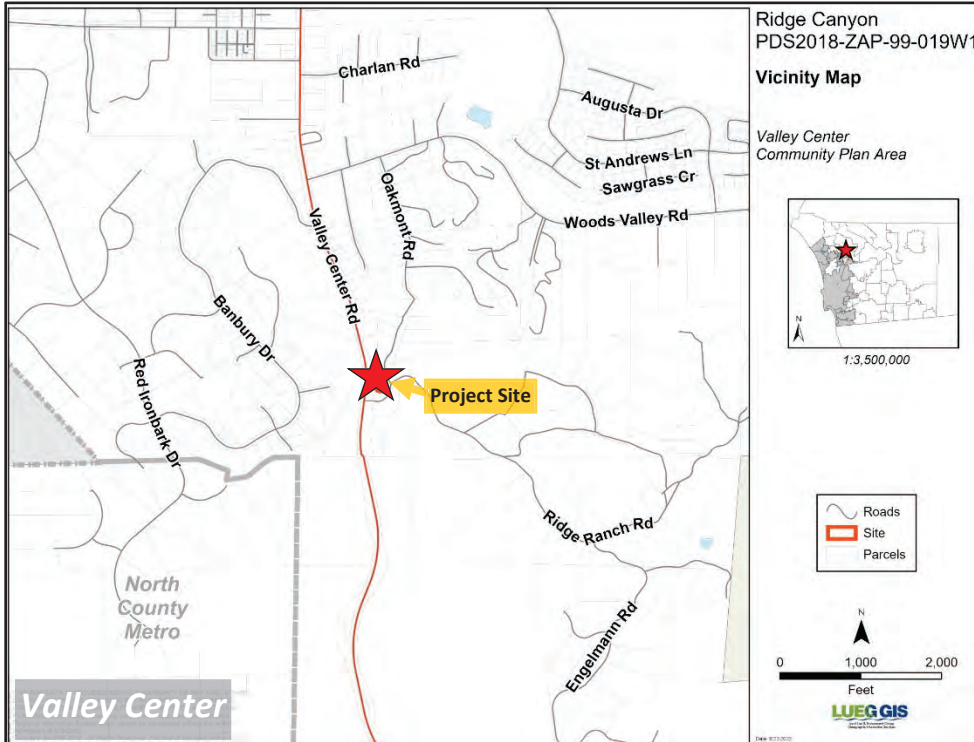 Ridge Canyon
PDS2018-ZAP-99-019W1
Vicinity Map
Valley Center
Community Plan Area
N
1:3,500,000
Charlan Rd
Augusta Dr
St Andrews Ln
Sawgrass Cr
Woods Valley Rd
Oakmont Rd
Valley Center Rd
Banbury Dr
Red Ironbark Dr
Project Site
Ridge Ranch Rd
Engelmann Rd
North
County
Metro
Valley Center
Roads
Site
Parcels
N
0 1,000 2,000
Feet
LUEG GIS